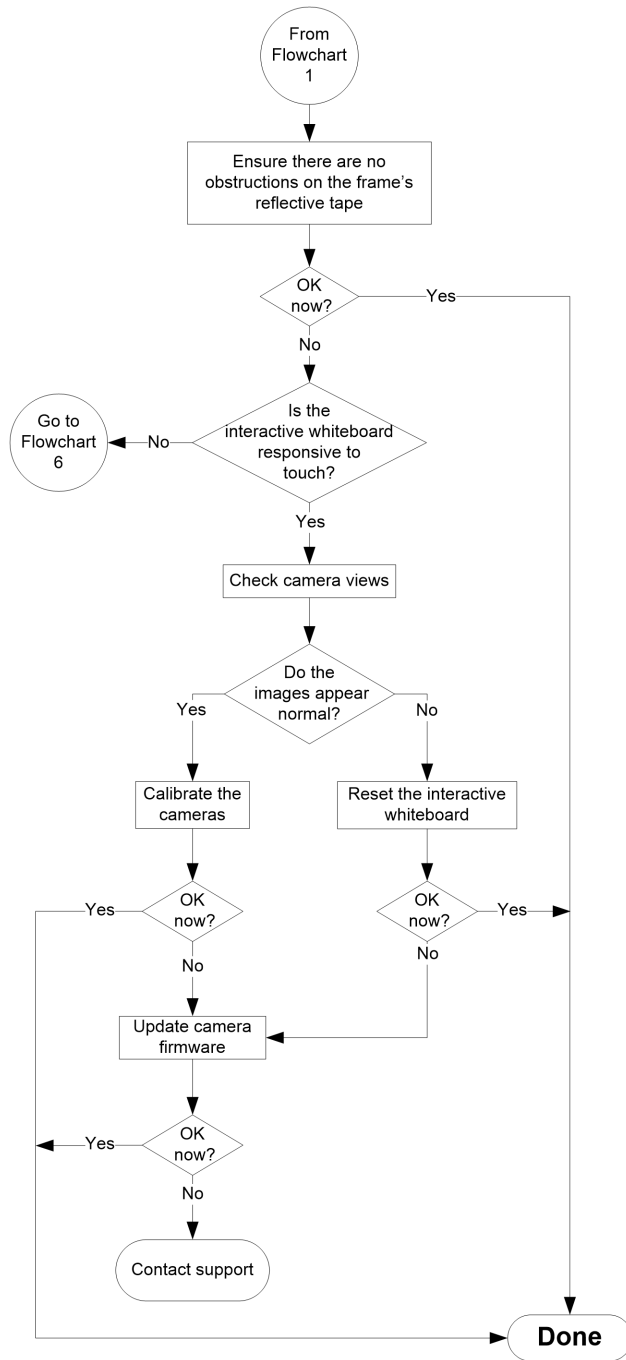 From
Flowchart
1
Ensure there are no
obstructions on the frame's
reflective tape
OK
now?
Yes
No
Is the
interactive whiteboard
responsive to
touch?
No
Go to
Flowchart
6
Yes
Check camera views
Do the
images appear
normal?
Yes
No
Calibrate the
cameras
Reset the interactive
whiteboard
OK
now?
Yes
No
OK
now?
Yes
No
Update camera
firmware
OK
now?
Yes
No
Contact support
Done